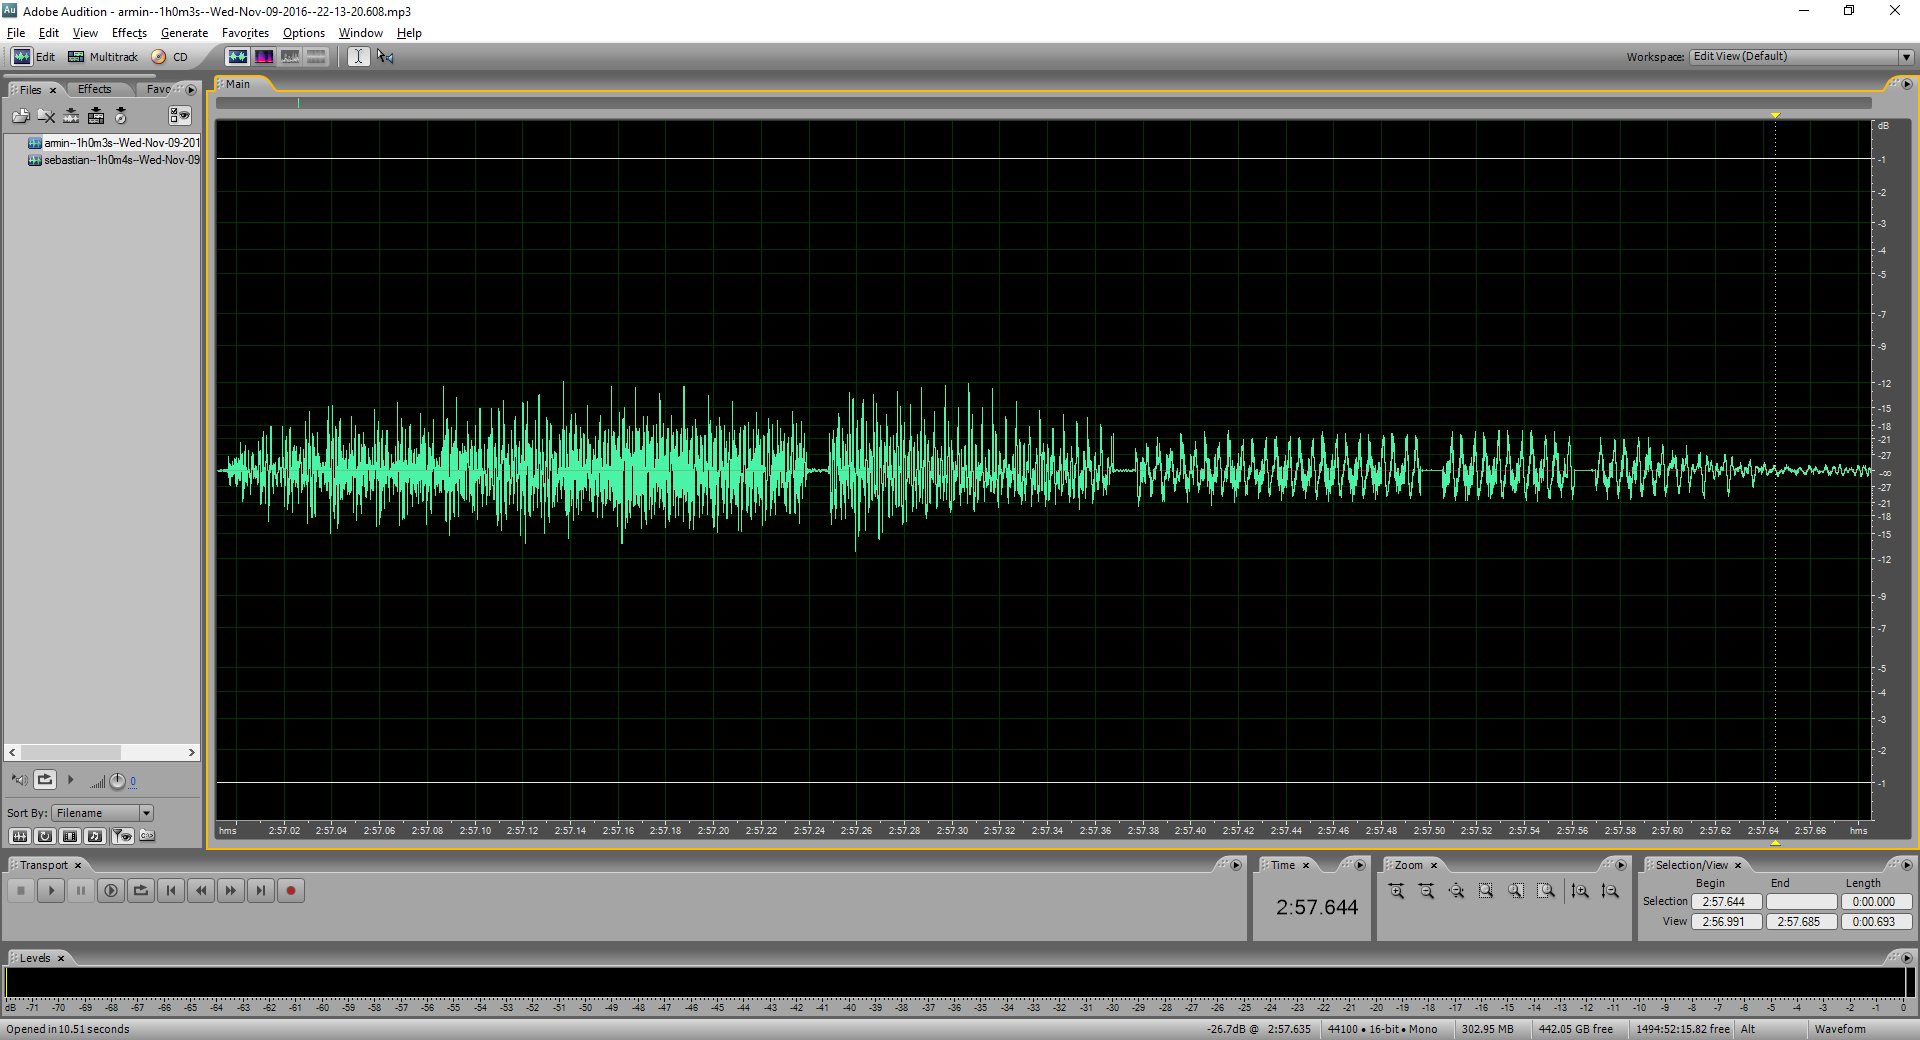 Au Adobe Audition - armin--1h0m3s--Wed-Nov-09-2016--22-13-20.608.mp3
File Edit View Effects Generate Favorites Options Window Help
Edit Multitrack CD
Workspace: Edit View (Default)
Files Effects Favo
Main
armin--1h0m3s--Wed-Nov-09-201
sebastian--1h0m4s--Wed-Nov-09
dB
-1
-2
-3
-4
-5
-7
-9
-12
-15
-18
-21
-27
-∞
-27
-21
-18
-15
-12
-9
-7
-5
-4
-3
-2
-1
0
Sort By: Filename
hms 2:57.02 2:57.04 2:57.06 2:57.08 2:57.10 2:57.12 2:57.14 2:57.16 2:57.18 2:57.20 2:57.22 2:57.24 2:57.26 2:57.28 2:57.30 2:57.32 2:57.34 2:57.36 2:57.38 2:57.40 2:57.42 2:57.44 2:57.46 2:57.48 2:57.50 2:57.52 2:57.54 2:57.56 2:57.58 2:57.60 2:57.62 2:57.64 2:57.66 hms
Transport
Time
2:57.644
Zoom
Selection/View
Begin End Length
Selection 2:57.644 0:00.000
View 2:56.991 2:57.685 0:00.693
Levels
dB -71 -70 -69 -68 -67 -66 -65 -64 -63 -62 -61 -60 -59 -58 -57 -56 -55 -54 -53 -52 -51 -50 -49 -48 -47 -46 -45 -44 -43 -42 -41 -40 -39 -38 -37 -36 -35 -34 -33 -32 -31 -30 -29 -28 -27 -26 -25 -24 -23 -22 -21 -20 -19 -18 -17 -16 -15 -14 -13 -12 -11 -10 -9 -8 -7 -6 -5 -4 -3 -2 -1 0
Opened in 10.51 seconds
-26.7dB @ 2:57.635 44100 • 16-bit • Mono 302.95 MB 442.05 GB free 1494:52:15.82 free Alt Waveform